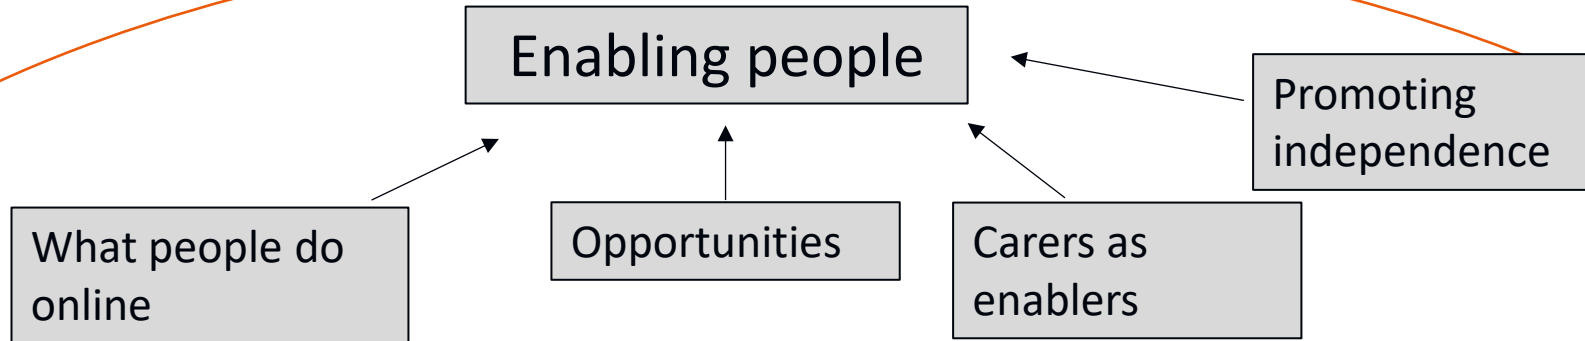 Enabling people
Promoting
independence
What people do
online
Opportunities
Carers as
enablers